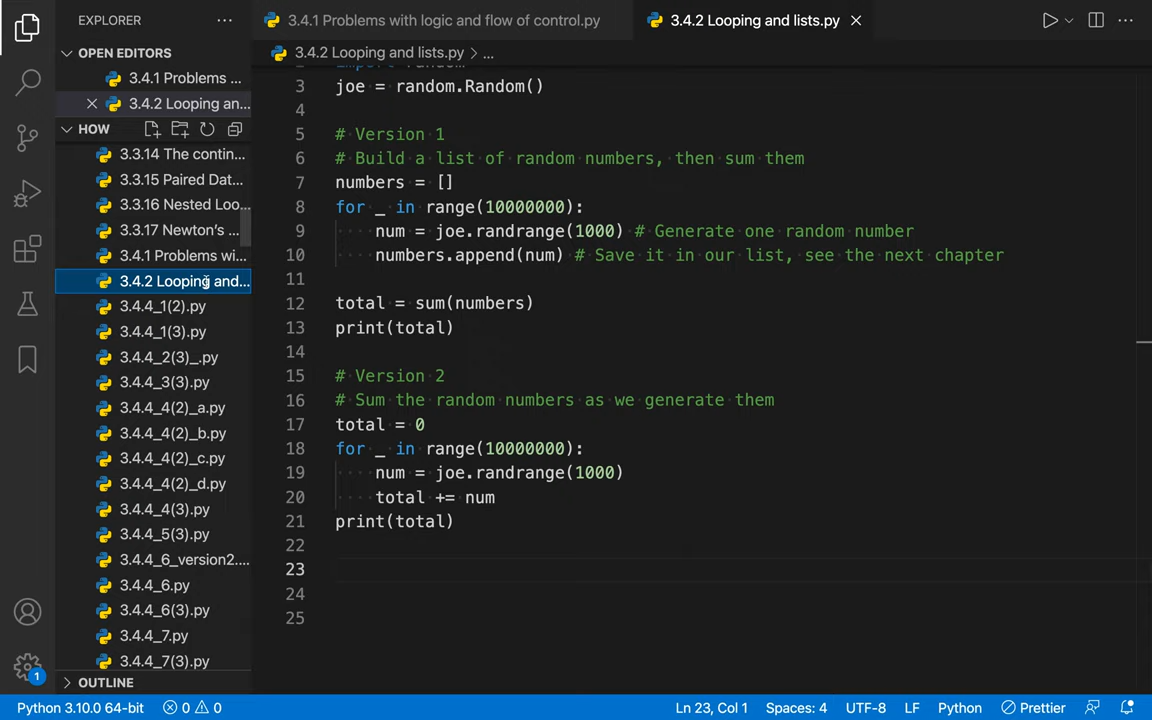 EXPLORER
OPEN EDITORS
3.4.1 Problems ...
3.4.2 Looping an...
HOW
3.3.14 The contin...
3.3.15 Paired Dat...
3.3.16 Nested Loo...
3.3.17 Newton's ...
3.4.1 Problems wi...
3.4.2 Looping and...
3.4.4_1(2).py
3.4.4_1(3).py
3.4.4_2(3)_.py
3.4.4_3(3).py
3.4.4_4(2)_a.py
3.4.4_4(2)_b.py
3.4.4_4(2)_c.py
3.4.4_4(2)_d.py
3.4.4_4(3).py
3.4.4_5(3).py
3.4.4_6_version2....
3.4.4_6.py
3.4.4_6(3).py
3.4.4_7.py
3.4.4_7(3).py
OUTLINE
3.4.1 Problems with logic and flow of control.py
3.4.2 Looping and lists.py
3.4.2 Looping and lists.py > ...
2 import random
3 joe = random.Random()
4
5 # Version 1
6 # Build a list of random numbers, then sum them
7 numbers = []
8 for _ in range(10000000):
9 num = joe.randrange(1000) # Generate one random number
10 numbers.append(num) # Save it in our list, see the next chapter
11
12 total = sum(numbers)
13 print(total)
14
15 # Version 2
16 # Sum the random numbers as we generate them
17 total = 0
18 for _ in range(10000000):
19 num = joe.randrange(1000)
20 total += num
21 print(total)
22
23
24
25
1
Python 3.10.0 64-bit 0 0 Ln 23, Col 1 Spaces: 4 UTF-8 LF Python Prettier